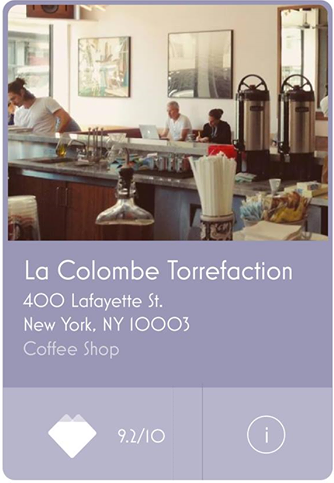 La Colombe Torrefaction
400 Lafayette St.
New York, NY 10003
Coffee Shop
9.2/10
i